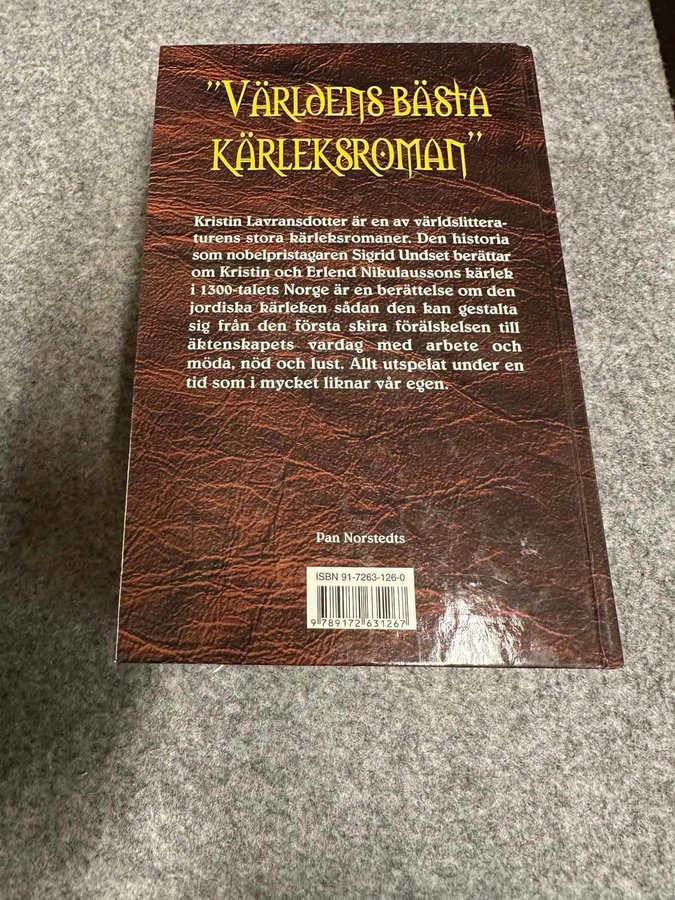 "VÄRLDENS BÄSTA
KÄRLEKSROMAN"
Kristin Lavransdotter är en av världslittera-
turens stora kärleksromaner. Den historia
som nobelpristagaren Sigrid Undset berättar
om Kristin och Erlend Nikulaussons kärlek
i 1300-talets Norge är en berättelse om den
jordiska kärleken sådan den kan gestalta
sig från den första skira förälskelsen till
äktenskapets vardag med arbete och
möda, nöd och lust. Allt utspelat under en
tid som i mycket liknar vår egen.
Pan Norstedts
ISBN 91-7263-126-0
9 789172 631267